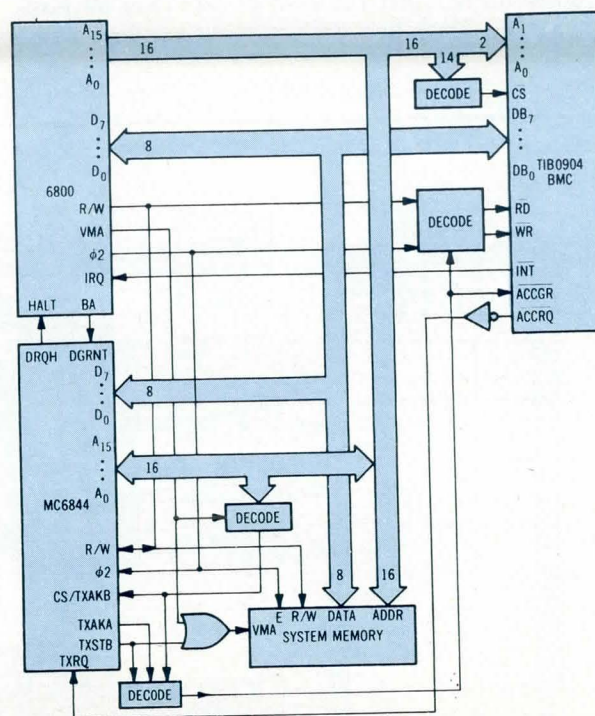 A15
A0
D7
D0
6800
R/W
VMA
ϕ2
IRQ
HALT
BA
16
16
14
2
8
DECODE
DECODE
A1
A0
CS
DB7
DB0
TIB0904
BMC
RD
WR
INT
ACCGR
ACCRQ
DRQH
DGRNT
D7
D0
A15
A0
MC6844
R/W
ϕ2
CS/TXAKB
TXAKA
TXSTB
TXRQ
8
16
DECODE
8
16
E R/W DATA ADDR
VMA
SYSTEM MEMORY
DECODE